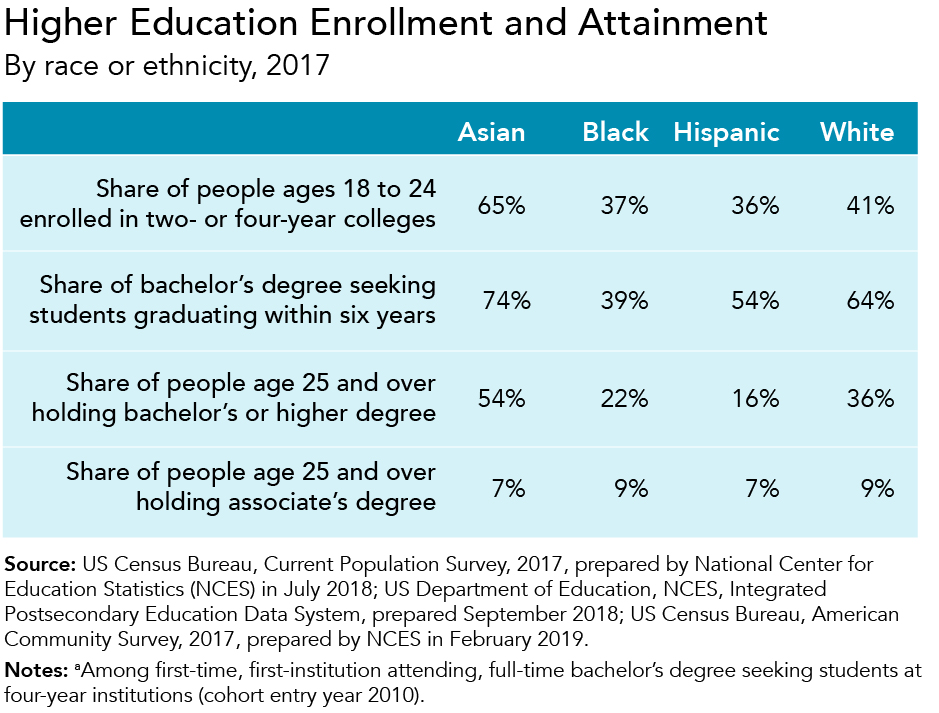 Higher Education Enrollment and Attainment
By race or ethnicity, 2017
Asian Black Hispanic White
Share of people ages 18 to 24
enrolled in two- or four-year colleges
65% 37% 36% 41%
Share of bachelor’s degree seeking
students graduating within six years
74% 39% 54% 64%
Share of people age 25 and over
holding bachelor’s or higher degree
54% 22% 16% 36%
Share of people age 25 and over
holding associate’s degree
7% 9% 7% 9%
Source: US Census Bureau, Current Population Survey, 2017, prepared by National Center for
Education Statistics (NCES) in July 2018; US Department of Education, NCES, Integrated
Postsecondary Education Data System, prepared September 2018; US Census Bureau, American
Community Survey, 2017, prepared by NCES in February 2019.
Notes: ᵃAmong first-time, first-institution attending, full-time bachelor’s degree seeking students at
four-year institutions (cohort entry year 2010).